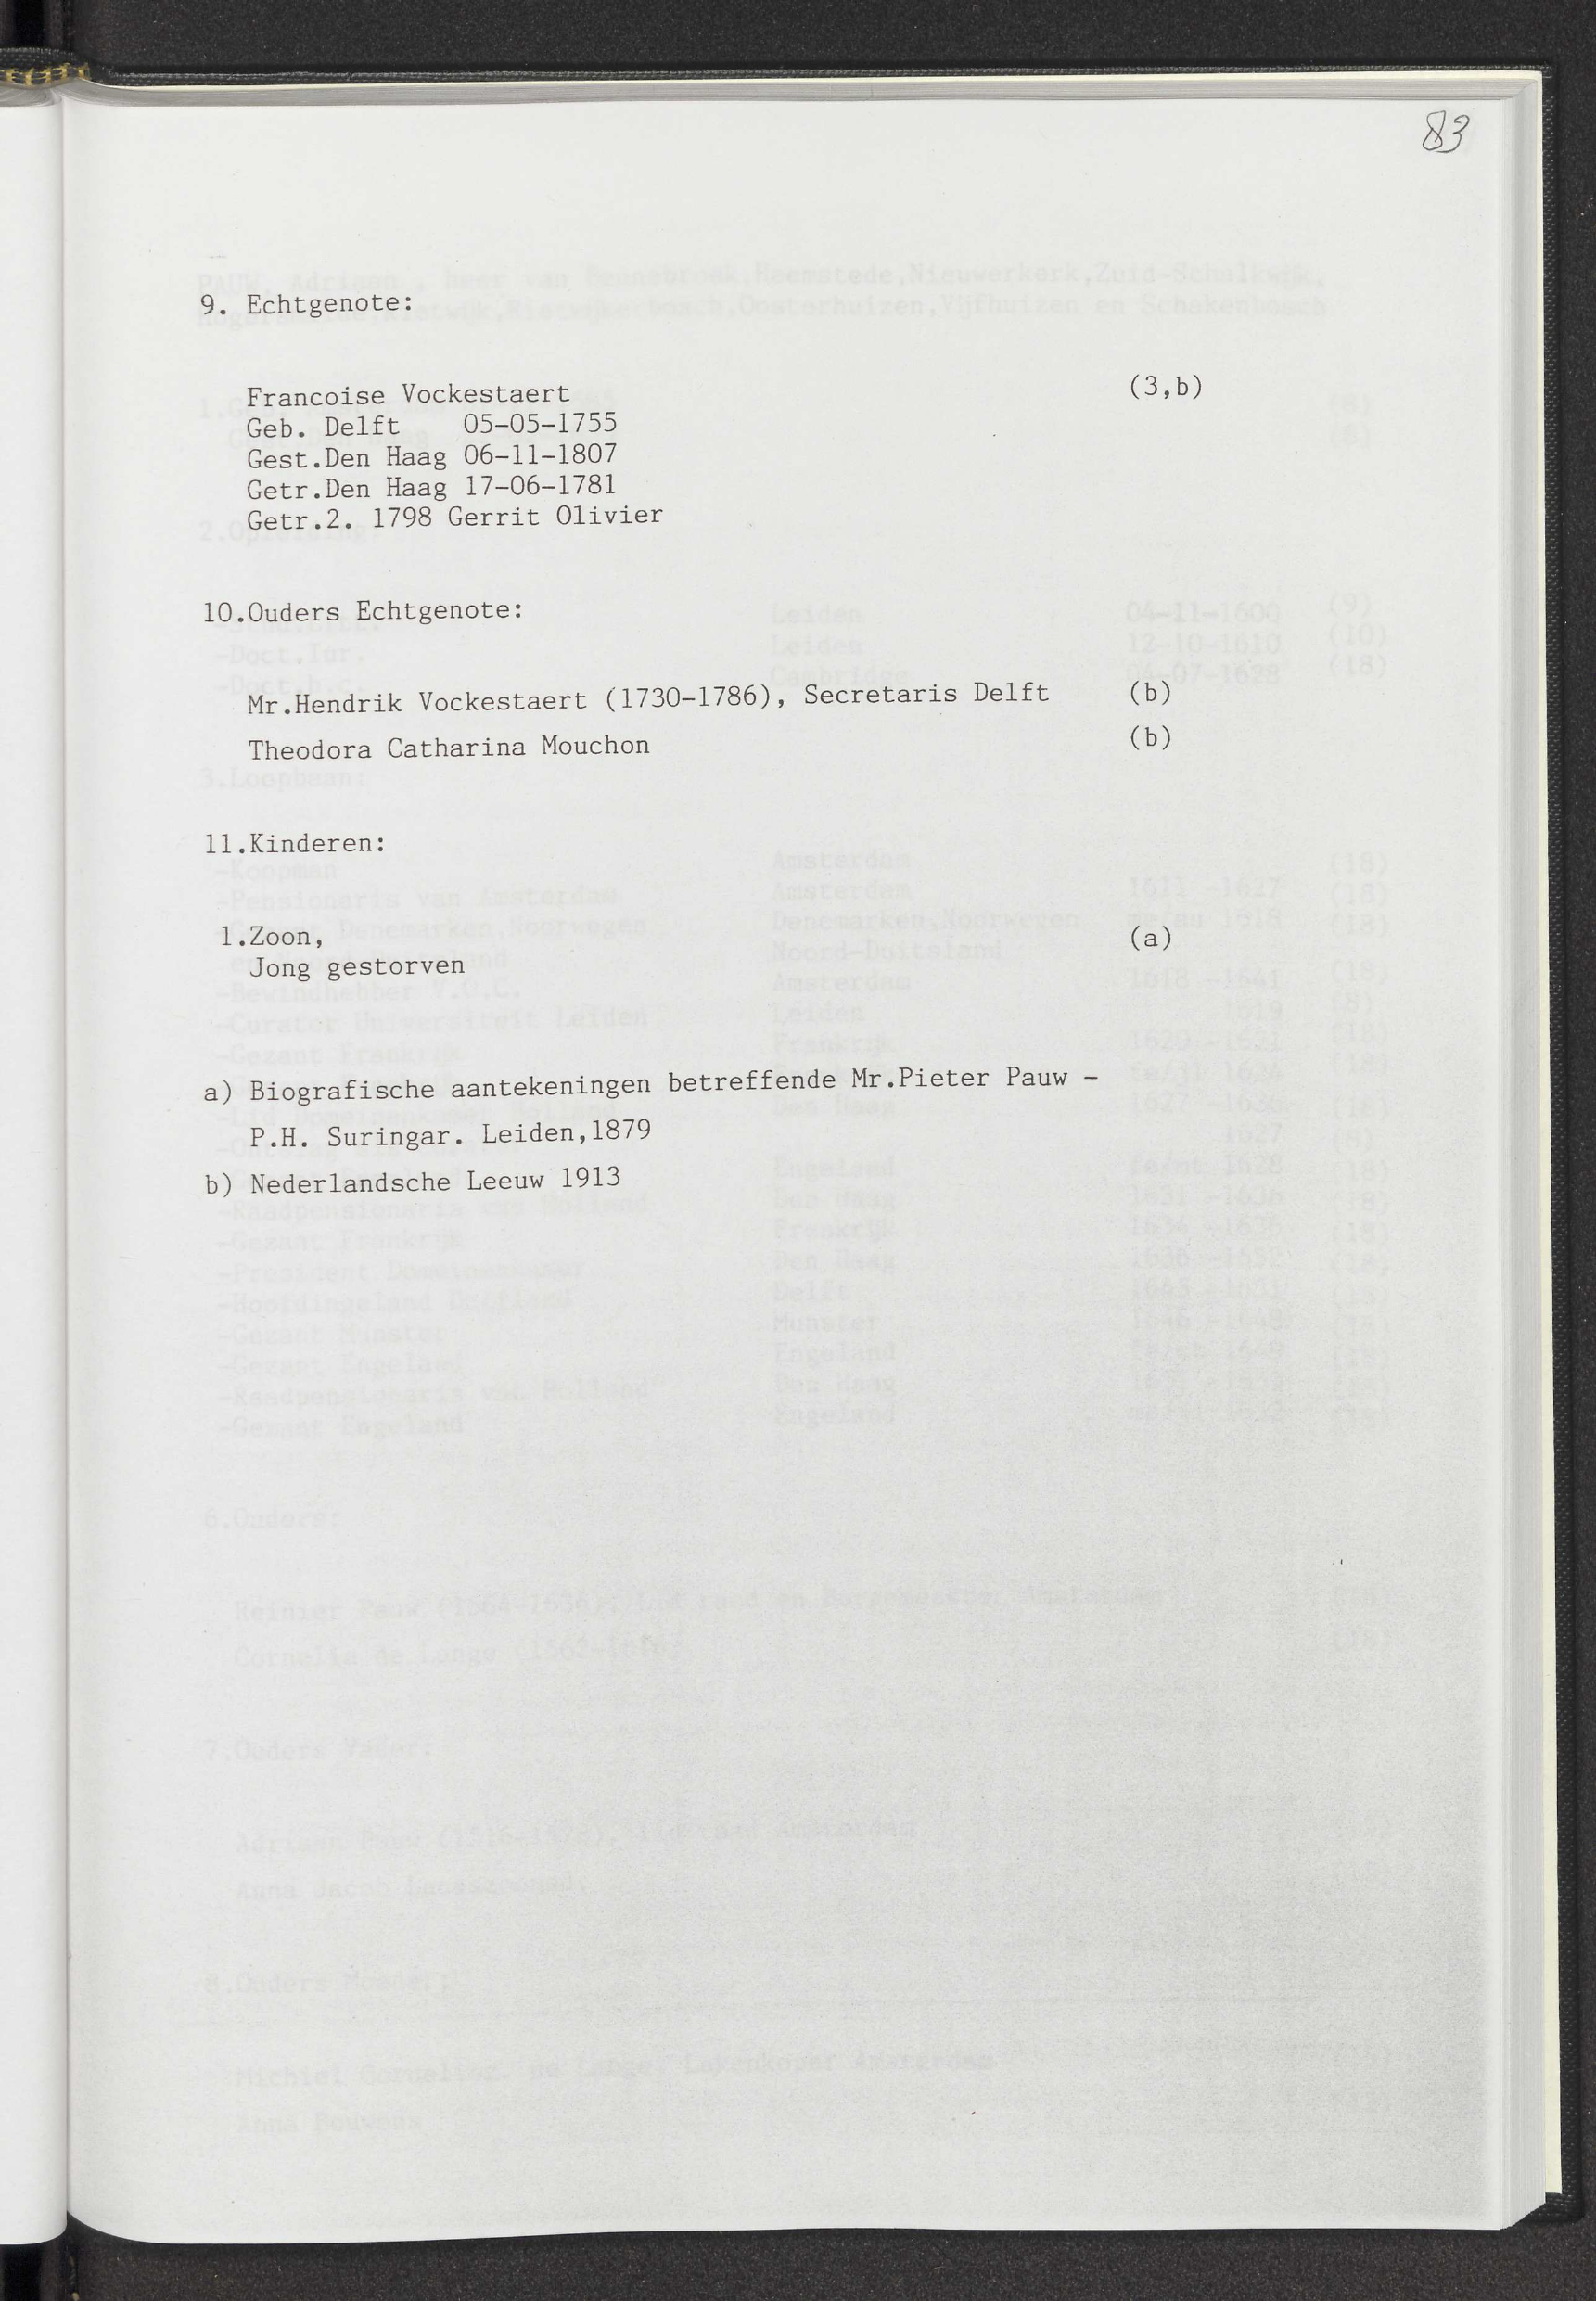 83
9. Echtgenote:
Francoise Vockestaert (3,b)
Geb. Delft 05-05-1755
Gest.Den Haag 06-11-1807
Getr.Den Haag 17-06-1781
Getr.2. 1798 Gerrit Olivier
10.Ouders Echtgenote:
Mr.Hendrik Vockestaert (1730-1786), Secretaris Delft (b)
Theodora Catharina Mouchon (b)
11.Kinderen:
1.Zoon, (a)
Jong gestorven
a) Biografische aantekeningen betreffende Mr.Pieter Pauw -
P.H. Suringar. Leiden,1879
b) Nederlandsche Leeuw 1913